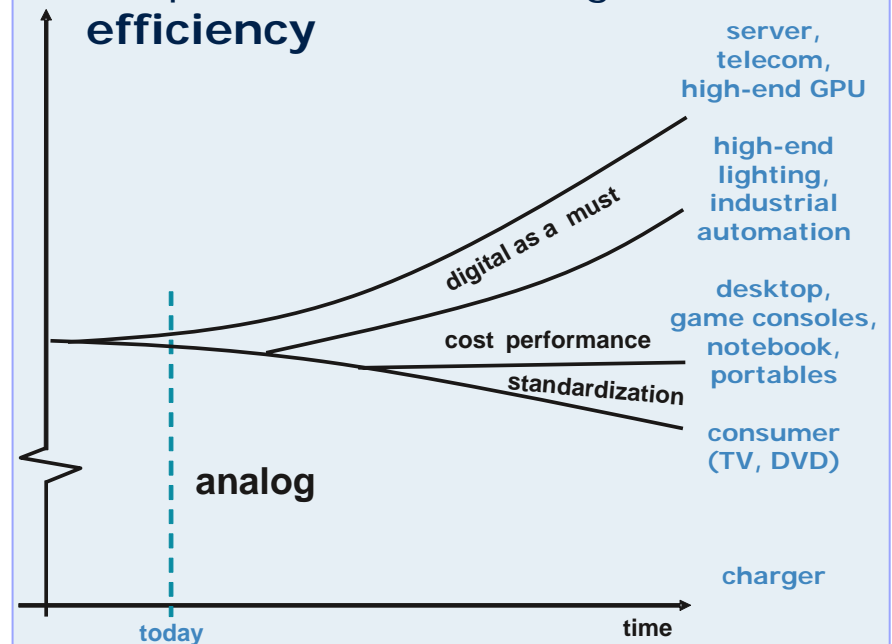 efficiency
server,
telecom,
high-end GPU
high-end
lighting,
industrial
automation
digital as a must
desktop,
game consoles,
notebook,
portables
cost performance
standardization
consumer
(TV, DVD)
analog
charger
today
time